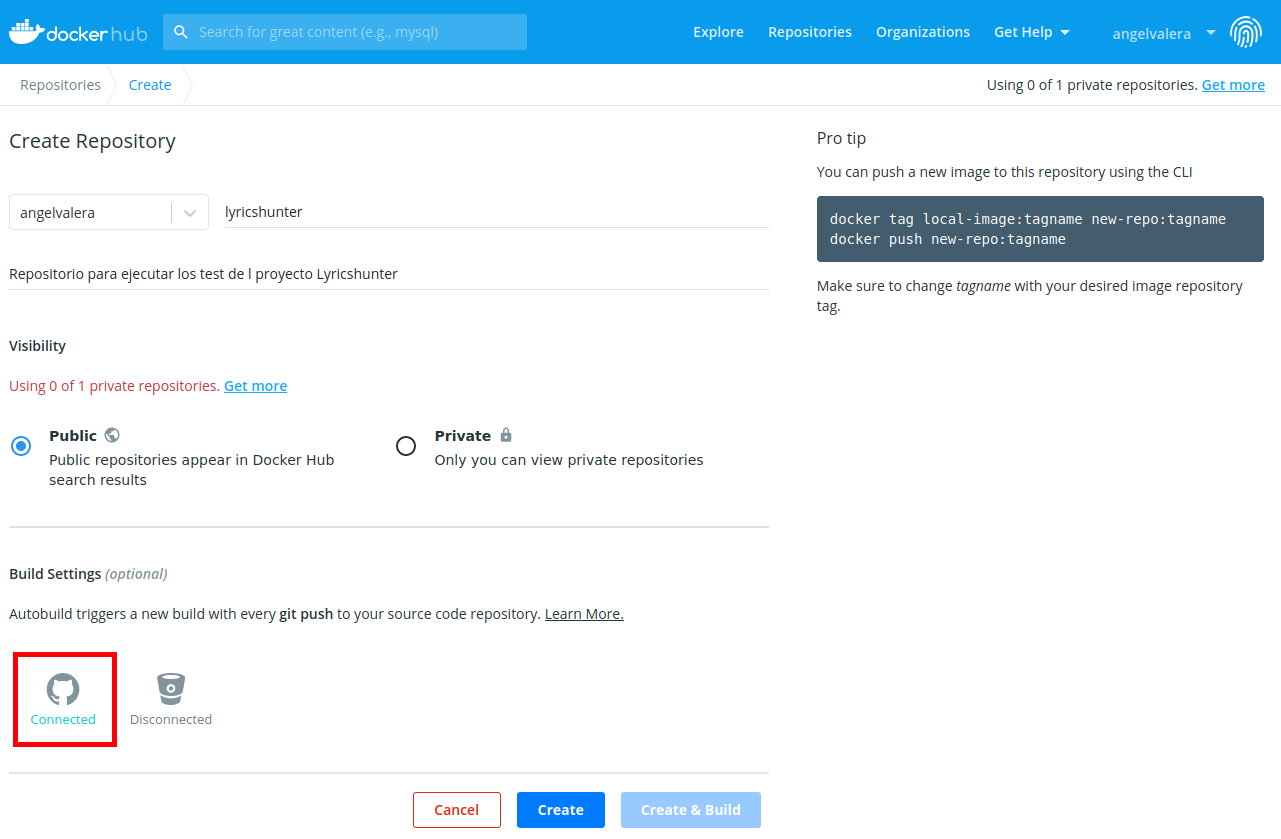 docker hub
Search for great content (e.g., mysql)
Explore
Repositories
Organizations
Get Help
angelvalera
Repositories
Create
Using 0 of 1 private repositories. Get more
Create Repository
angelvalera
lyricshunter
Repositorio para ejecutar los test de l proyecto Lyricshunter
Visibility
Using 0 of 1 private repositories. Get more
Public
Public repositories appear in Docker Hub
search results
Private
Only you can view private repositories
Build Settings (optional)
Autobuild triggers a new build with every git push to your source code repository. Learn More.
Connected
Disconnected
Cancel
Create
Create & Build
Pro tip
You can push a new image to this repository using the CLI
docker tag local-image:tagname new-repo:tagname
docker push new-repo:tagname
Make sure to change tagname with your desired image repository
tag.